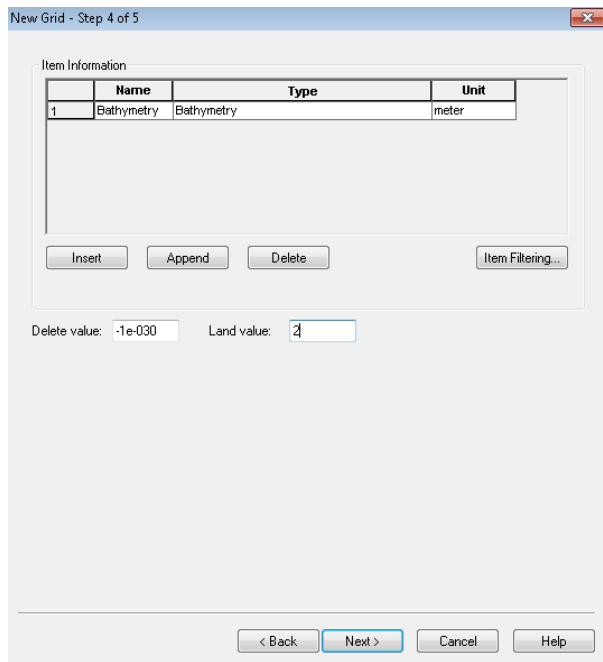 New Grid - Step 4 of 5
Item Information
Name Type Unit
1 Bathymetry Bathymetry meter
Insert Append Delete Item Filtering...
Delete value: -1e-030 Land value: 2
< Back Next > Cancel Help